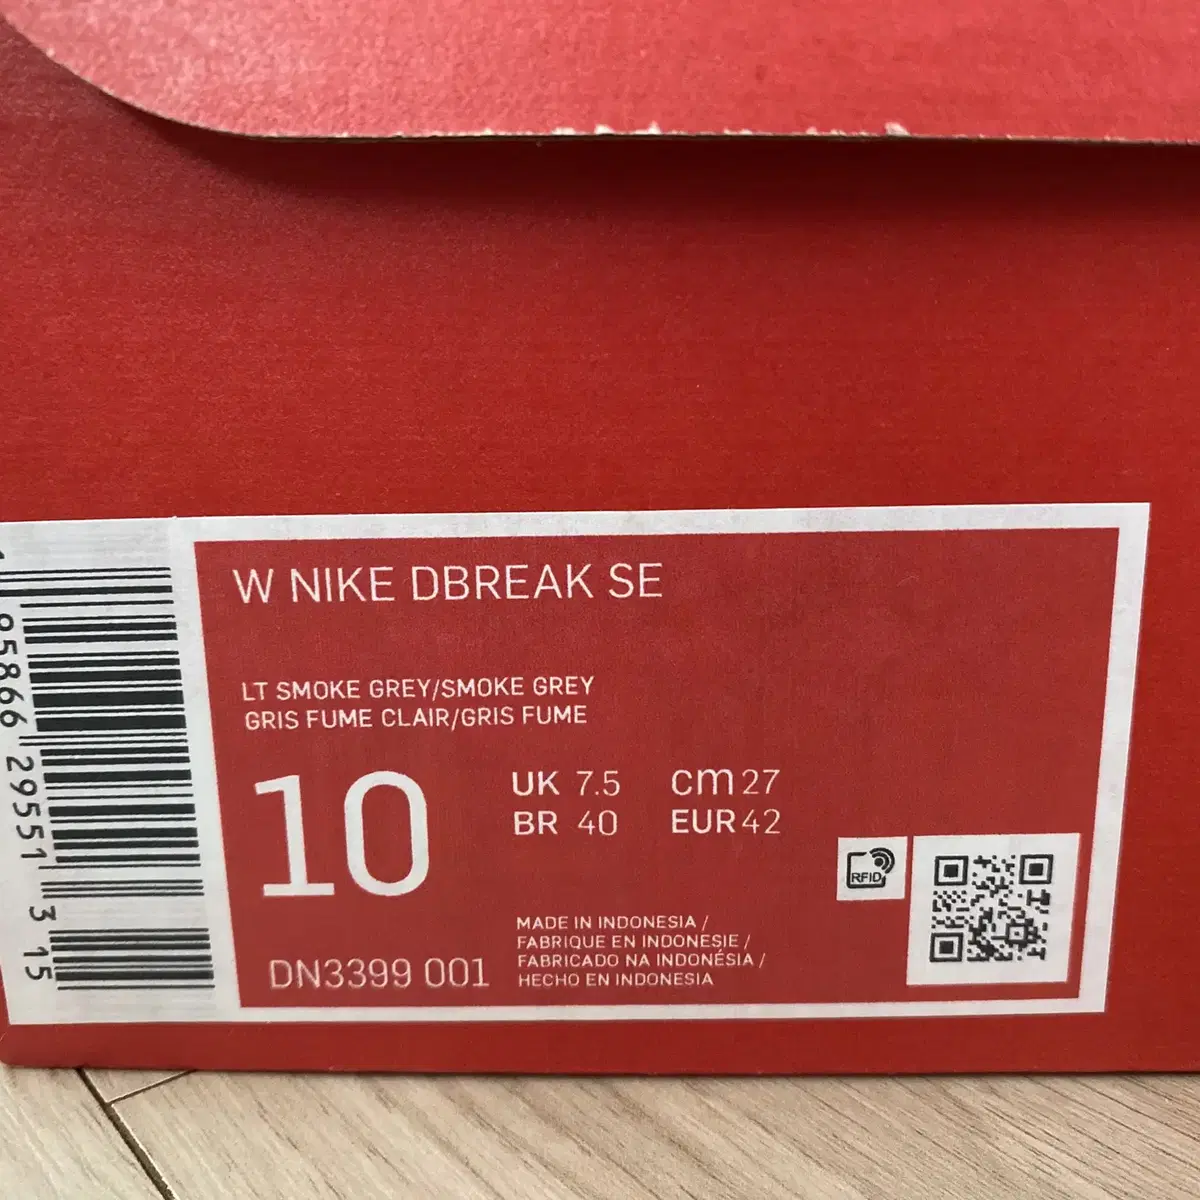 W NIKE DBREAK SE
LT SMOKE GREY/SMOKE GREY
GRIS FUME CLAIR/GRIS FUME
10
UK 7.5 cm 27
BR 40 EUR 42
DN3399 001
MADE IN INDONESIA /
FABRIQUE EN INDONESIE /
FABRICADO NA INDONÉSIA /
HECHO EN INDONESIA
RFID
1 95866 29551 3 15